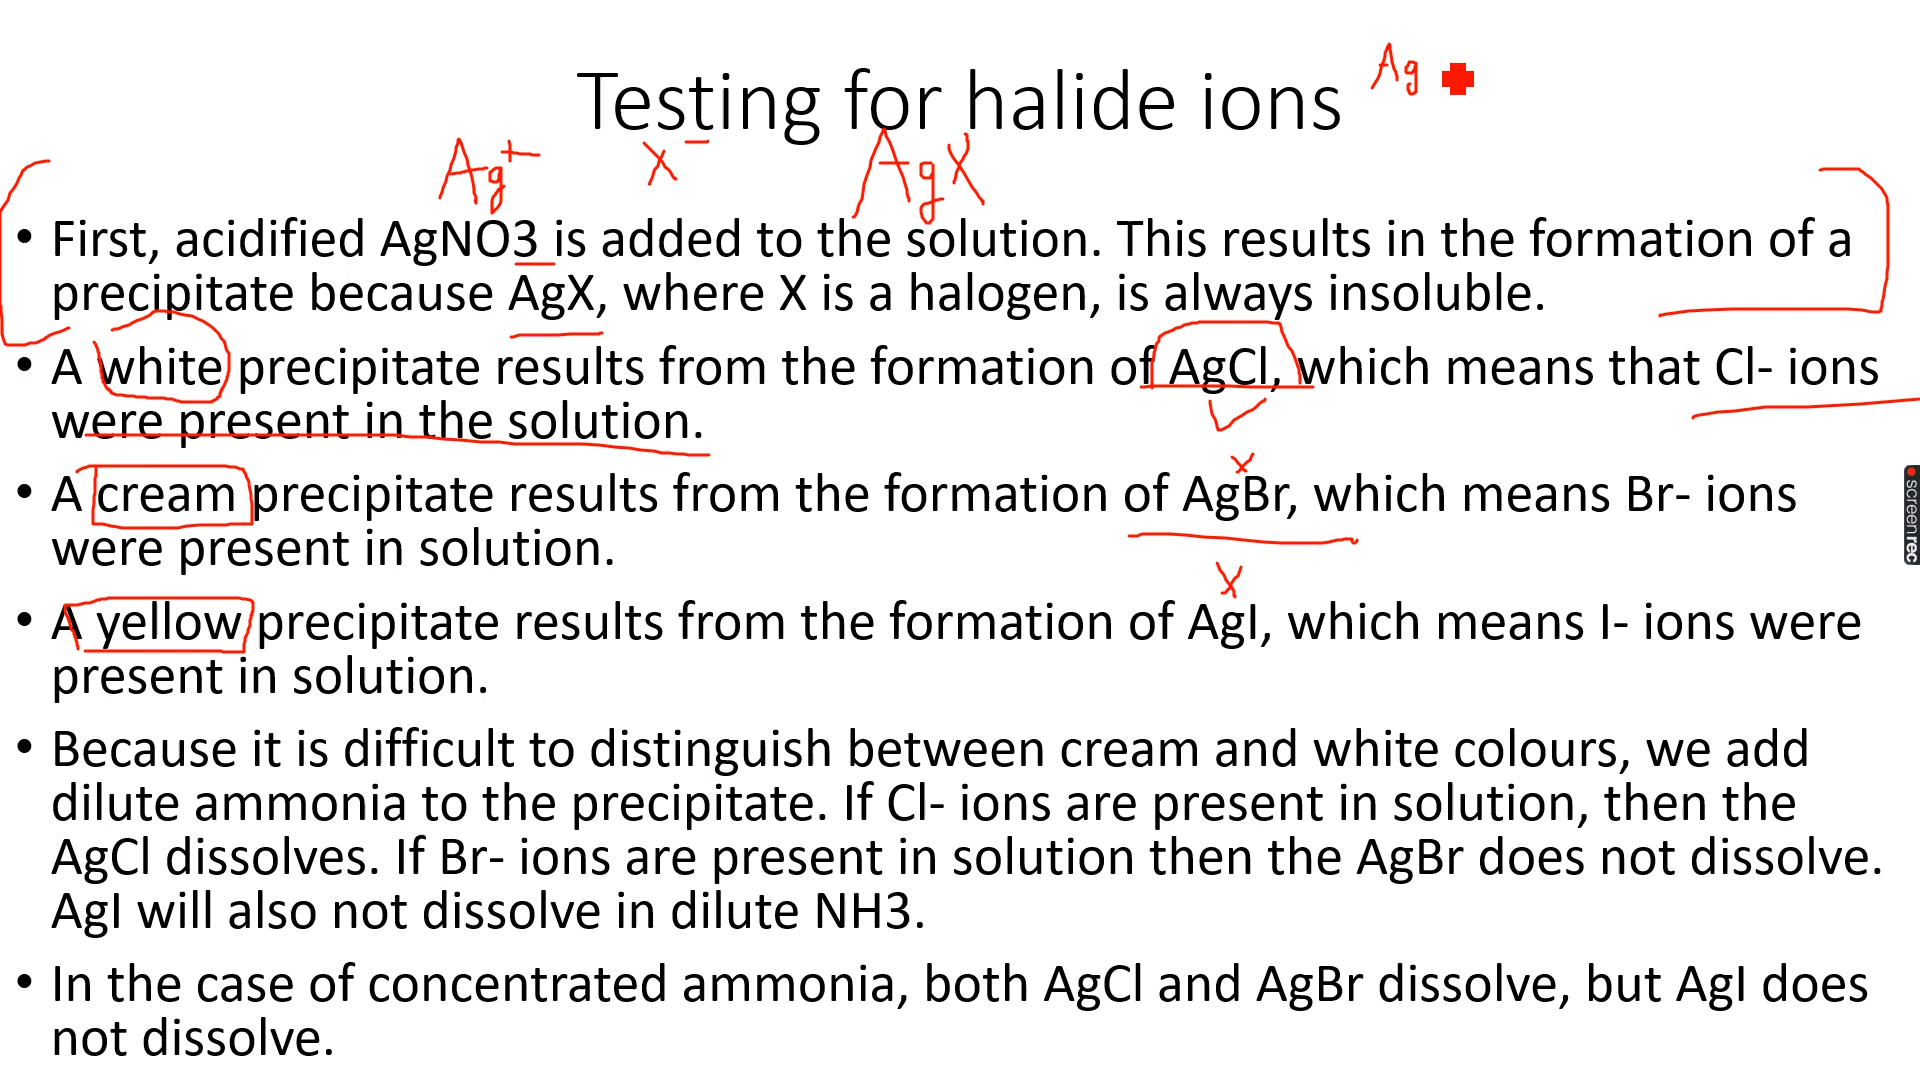 Testing for halide ions
Ag
Ag+ X- AgX
• First, acidified AgNO3 is added to the solution. This results in the formation of a
precipitate because AgX, where X is a halogen, is always insoluble.
• A white precipitate results from the formation of AgCl, which means that Cl- ions
were present in the solution.
x
• A cream precipitate results from the formation of AgBr, which means Br- ions
were present in solution.
x
• A yellow precipitate results from the formation of AgI, which means I- ions were
present in solution.
• Because it is difficult to distinguish between cream and white colours, we add
dilute ammonia to the precipitate. If Cl- ions are present in solution, then the
AgCl dissolves. If Br- ions are present in solution then the AgBr does not dissolve.
AgI will also not dissolve in dilute NH3.
• In the case of concentrated ammonia, both AgCl and AgBr dissolve, but AgI does
not dissolve.
screenrec